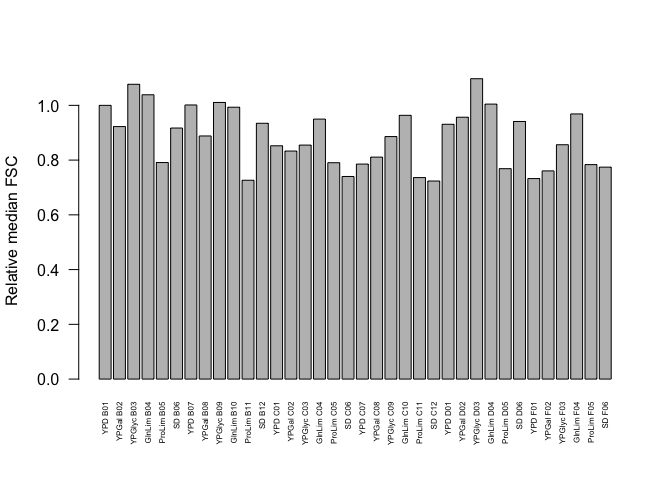 Relative median FSC
1.0
0.8
0.6
0.4
0.2
0.0
YPD B01
YPGal B02
YPGlyc B03
GlnLim B04
ProLim B05
SD B06
YPD B07
YPGal B08
YPGlyc B09
GlnLim B10
ProLim B11
SD B12
YPD C01
YPGal C02
YPGlyc C03
GlnLim C04
ProLim C05
SD C06
YPD C07
YPGal C08
YPGlyc C09
GlnLim C10
ProLim C11
SD C12
YPD D01
YPGal D02
YPGlyc D03
GlnLim D04
ProLim D05
SD D06
YPD F01
YPGal F02
YPGlyc F03
GlnLim F04
ProLim F05
SD F06